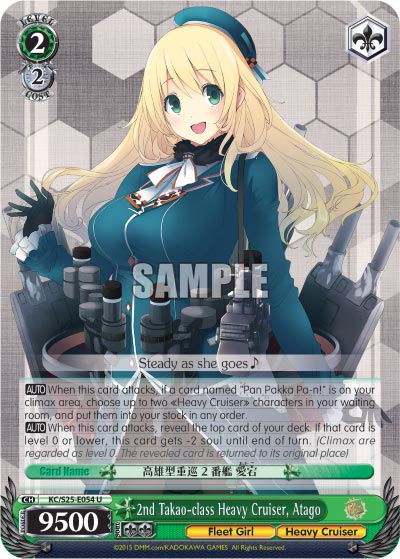 LEVEL
2
2
COST
SAMPLE
Steady as she goes♪
AUTO When this card attacks, if a card named "Pan Pakka Pa-n!" is on your
climax area, choose up to two «Heavy Cruiser» characters in your waiting
room, and put them into your stock in any order.
AUTO When this card attacks, reveal the top card of your deck. If that card is
level 0 or lower, this card gets -2 soul until end of turn. (Climax are
regarded as level 0. The revealed card is returned to its original place)
Card Name
高雄型重巡2番艦 愛宕
CH KC/S25-E054 U
2nd Takao-class Heavy Cruiser, Atago
POWER
9500
SOUL
Fleet Girl
Heavy Cruiser
©2013 DMM.com/KADOKAWA GAMES All Rights Reserved.